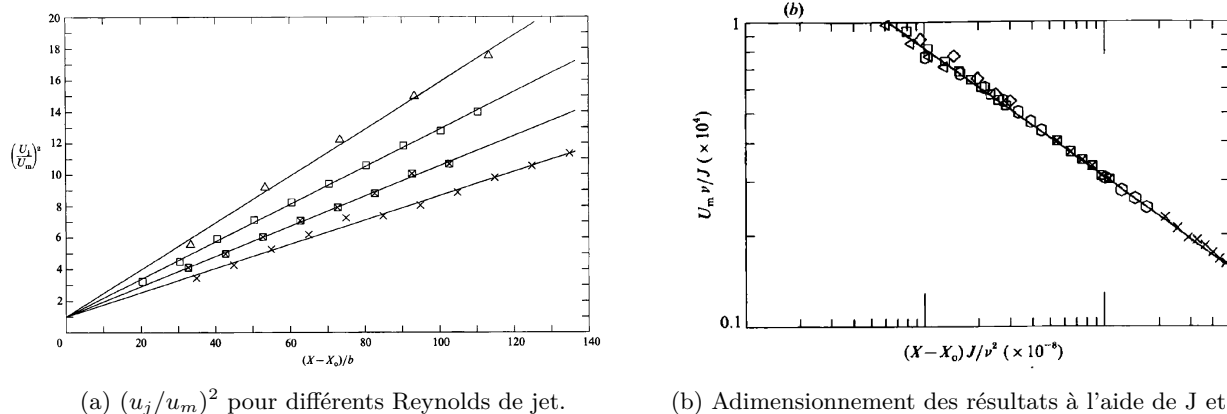 (b)
20
18
16
14
12
10
8
6
4
2
(U_j/U_m)²
0
20
40
60
80
100
120
140
(X−X_0)/b
1
0.1
U_m ν/J (×10⁴)
(X−X_0) J/ν² (×10⁻⁸)
(a) (u_j/u_m)² pour différents Reynolds de jet.
(b) Adimensionnement des résultats à l'aide de J et